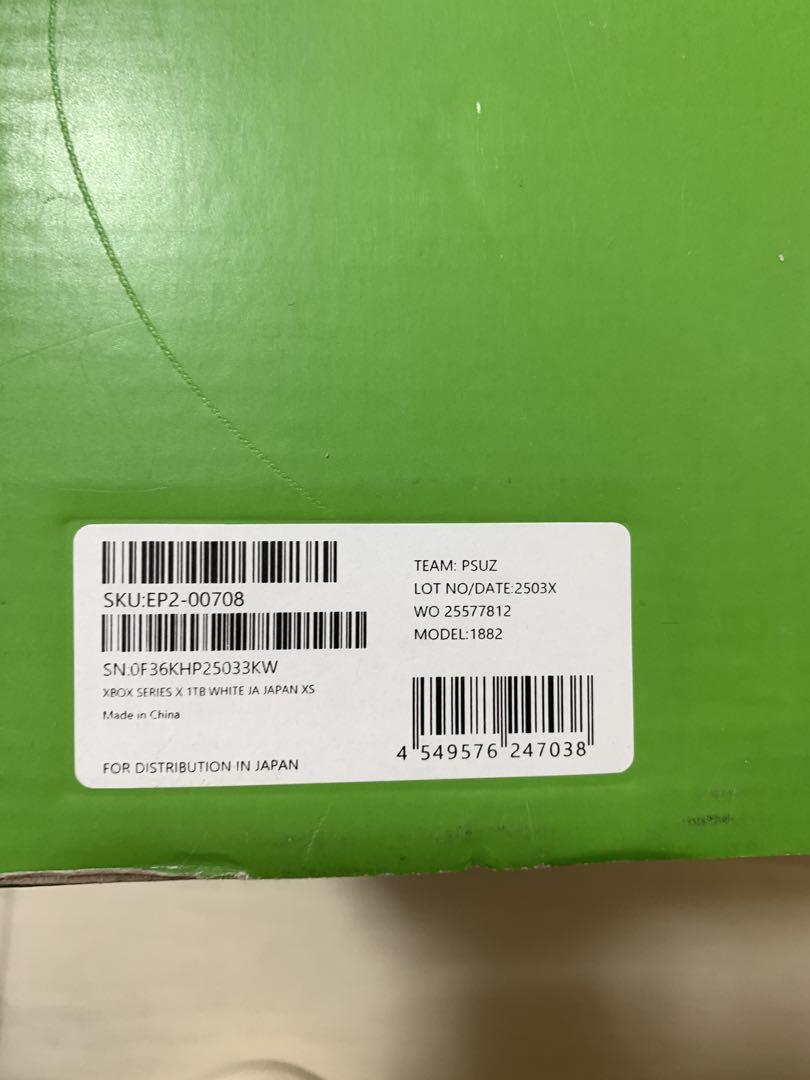 SKU:EP2-00708
SN:0F36KHP25033KW
XBOX SERIES X 1TB WHITE JA JAPAN XS
Made in China
FOR DISTRIBUTION IN JAPAN
TEAM: PSUZ
LOT NO/DATE:2503X
WO 25577812
MODEL:1882
4 549576 247038